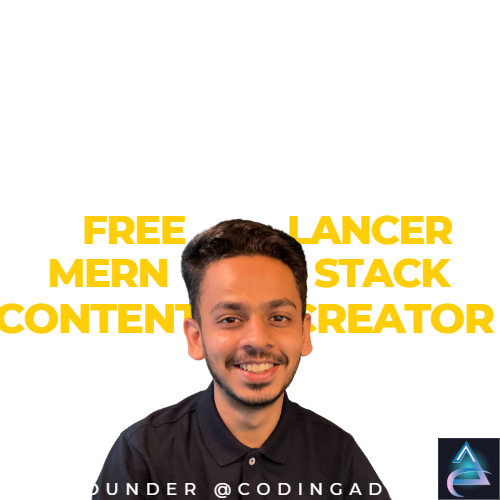 FREE LANCER
MERN STACK
CONTENT CREATOR
OUNDER @CODINGAD